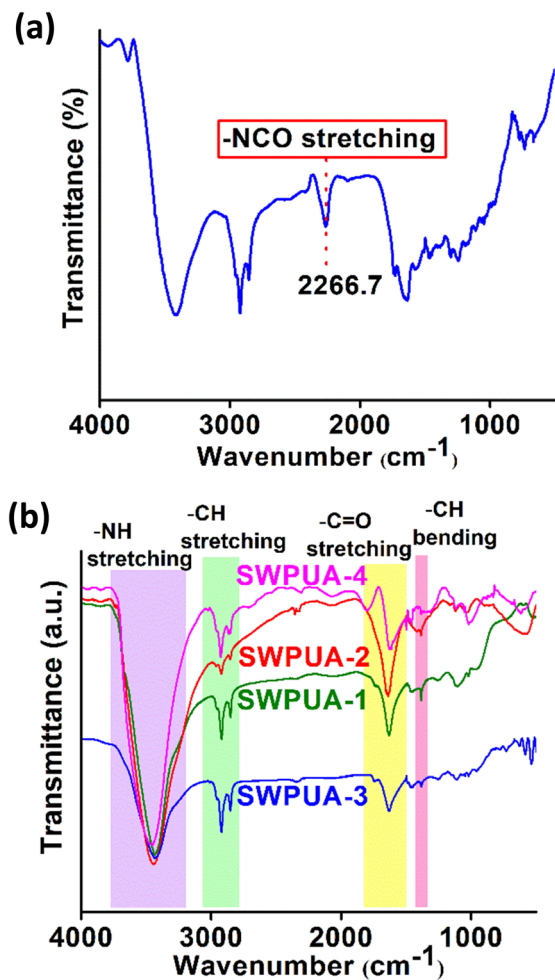 (a)
Transmittance (%)
-NCO stretching
2266.7
4000
3000
2000
1000
Wavenumber (cm-1)
(b)
-NH
stretching
-CH
stretching
-C=O
stretching
-CH
bending
Transmittance (a.u.)
SWPUA-4
SWPUA-2
SWPUA-1
SWPUA-3
4000
3000
2000
1000
Wavenumber (cm-1)